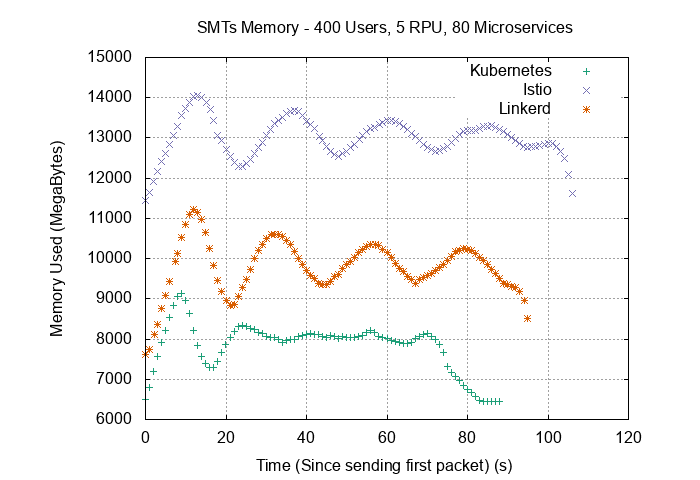 SMTs Memory - 400 Users, 5 RPU, 80 Microservices
15000
14000
13000
12000
11000
10000
9000
8000
7000
6000
Memory Used (MegaBytes)
Kubernetes
Istio
Linkerd
0 20 40 60 80 100 120
Time (Since sending first packet) (s)